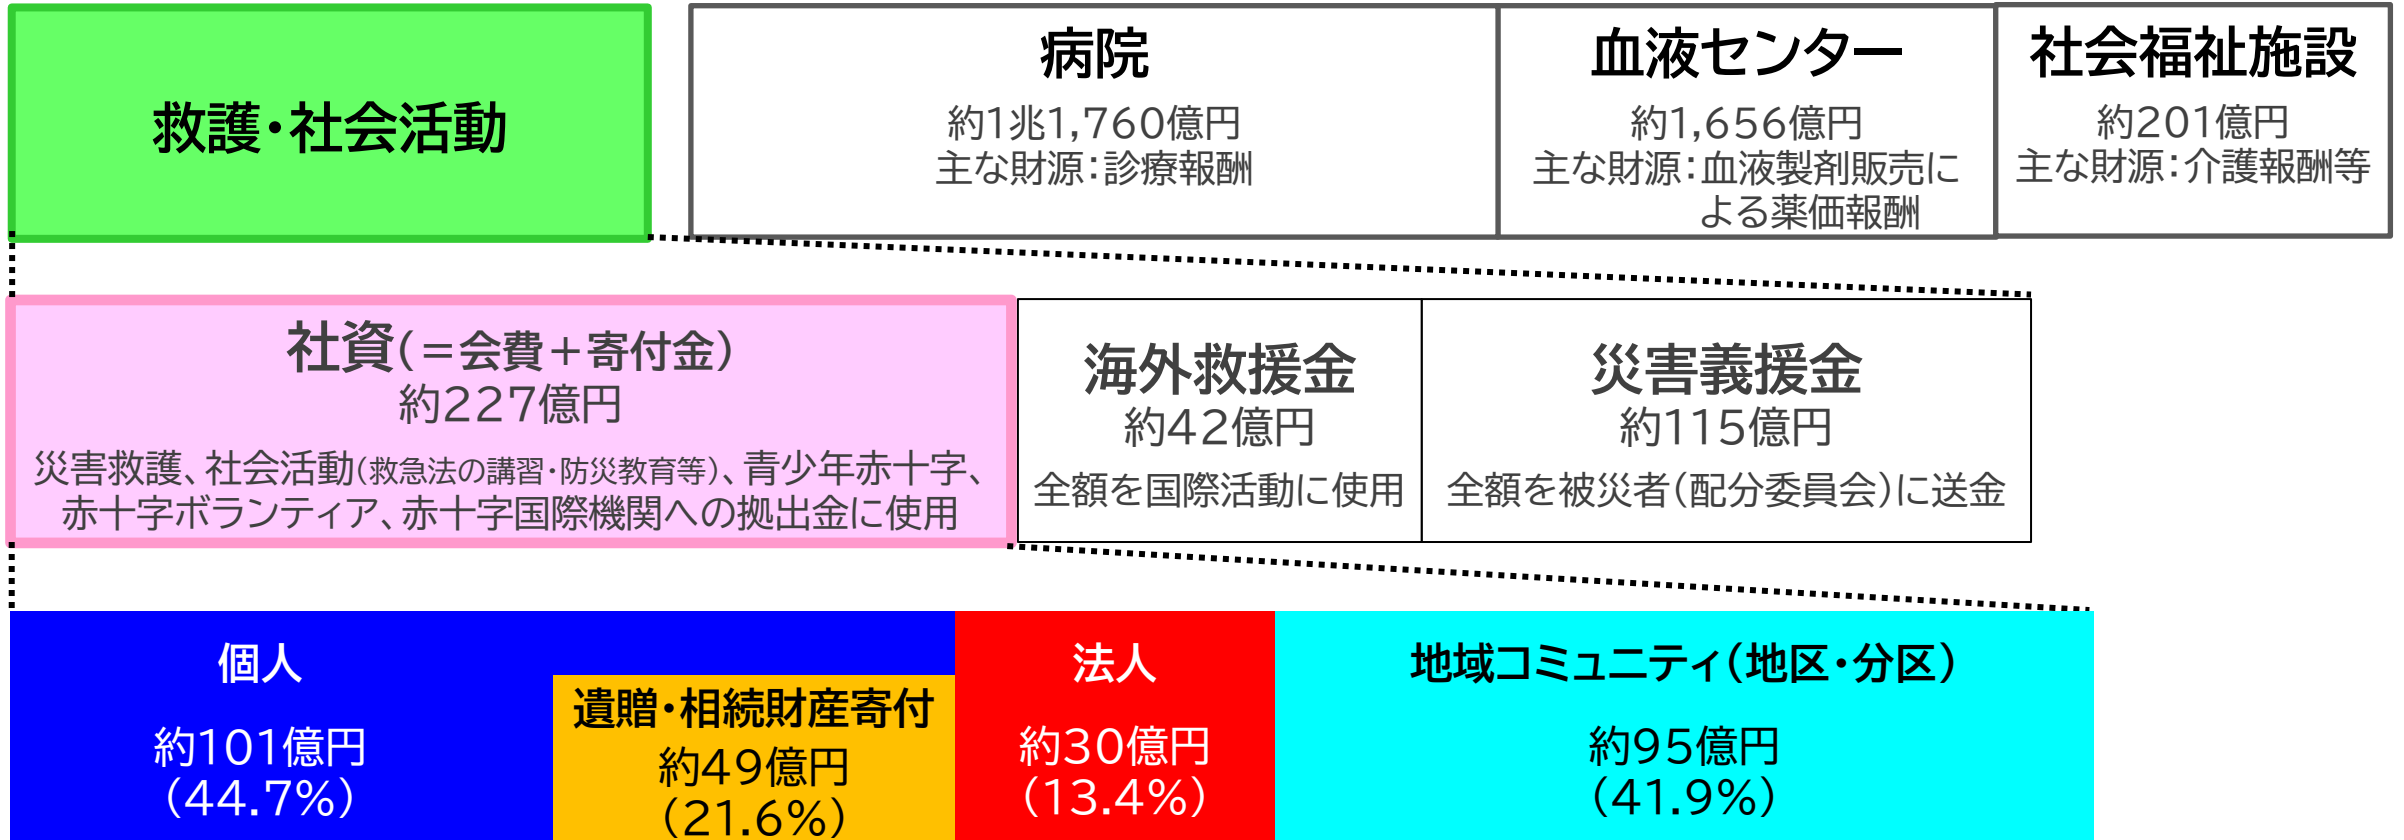 救護・社会活動
病院
約1兆1,760億円
主な財源：診療報酬
血液センター
約1,656億円
主な財源：血液製剤販売に
よる薬価報酬
社会福祉施設
約201億円
主な財源：介護報酬等
社資（＝会費＋寄付金）
約227億円
災害救護、社会活動（救急法の講習・防災教育等）、青少年赤十字、
赤十字ボランティア、赤十字国際機関への拠出金に使用
海外救援金
約42億円
全額を国際活動に使用
災害義援金
約115億円
全額を被災者（配分委員会）に送金
個人
約101億円
（44.7%）
遺贈・相続財産寄付
約49億円
（21.6%）
法人
約30億円
（13.4%）
地域コミュニティ（地区・分区）
約95億円
（41.9%）